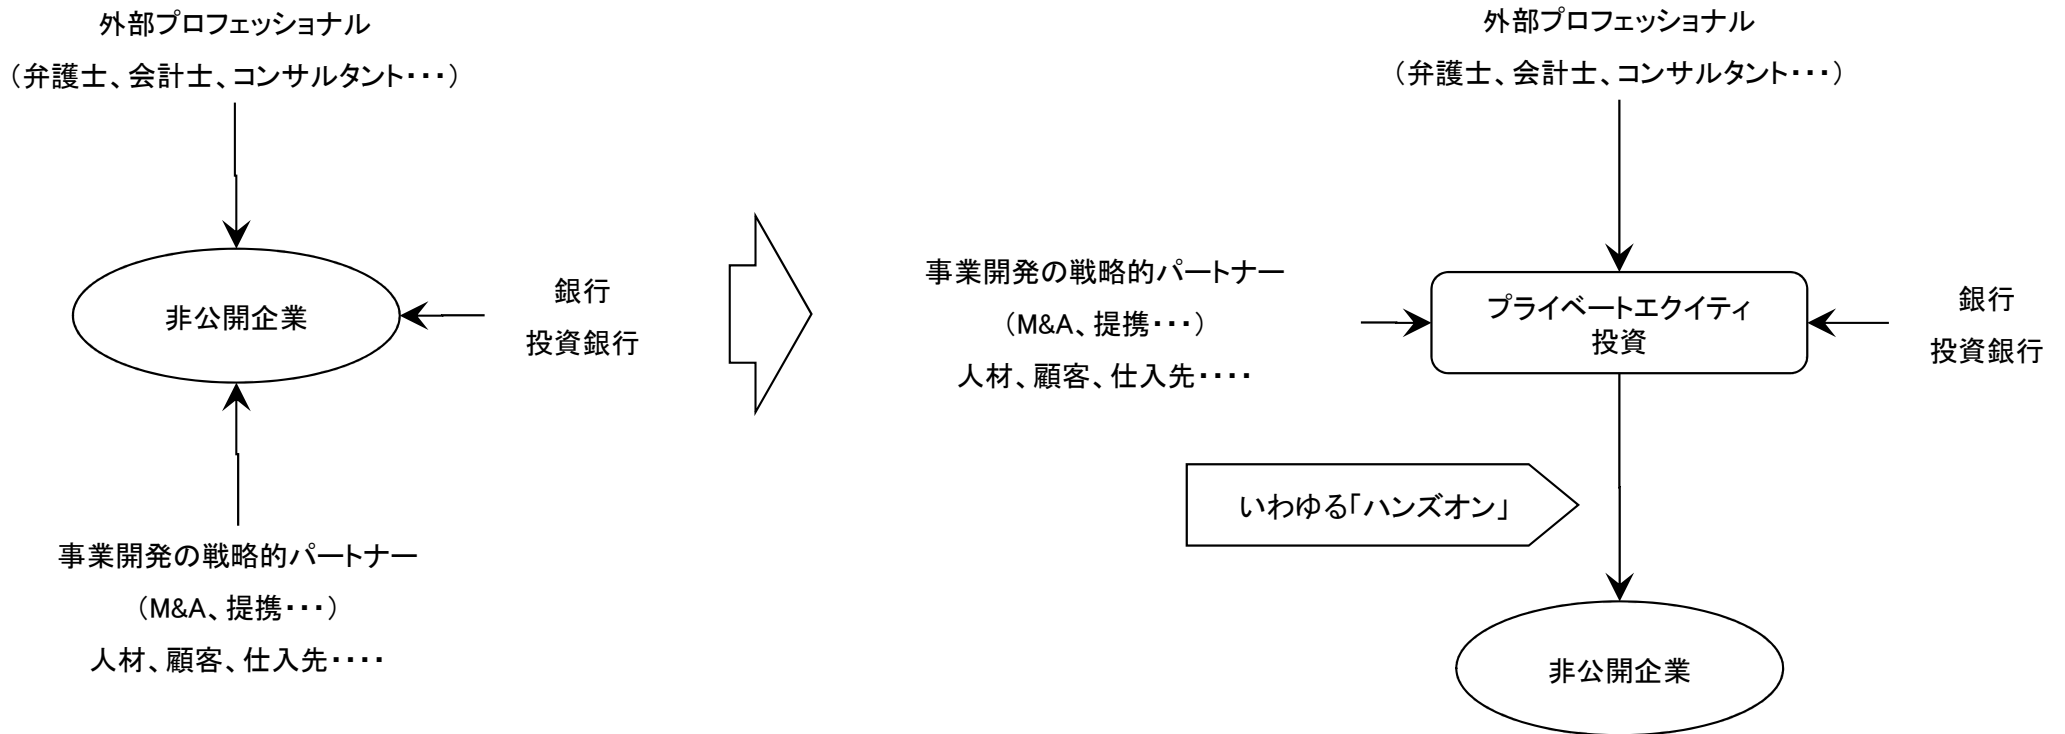 外部プロフェッショナル
（弁護士、会計士、コンサルタント・・・）
非公開企業
銀行
投資銀行
事業開発の戦略的パートナー
（M&A、提携・・・）
人材、顧客、仕入先・・・・
外部プロフェッショナル
（弁護士、会計士、コンサルタント・・・）
事業開発の戦略的パートナー
（M&A、提携・・・）
人材、顧客、仕入先・・・・
プライベートエクイティ
投資
銀行
投資銀行
いわゆる「ハンズオン」
非公開企業